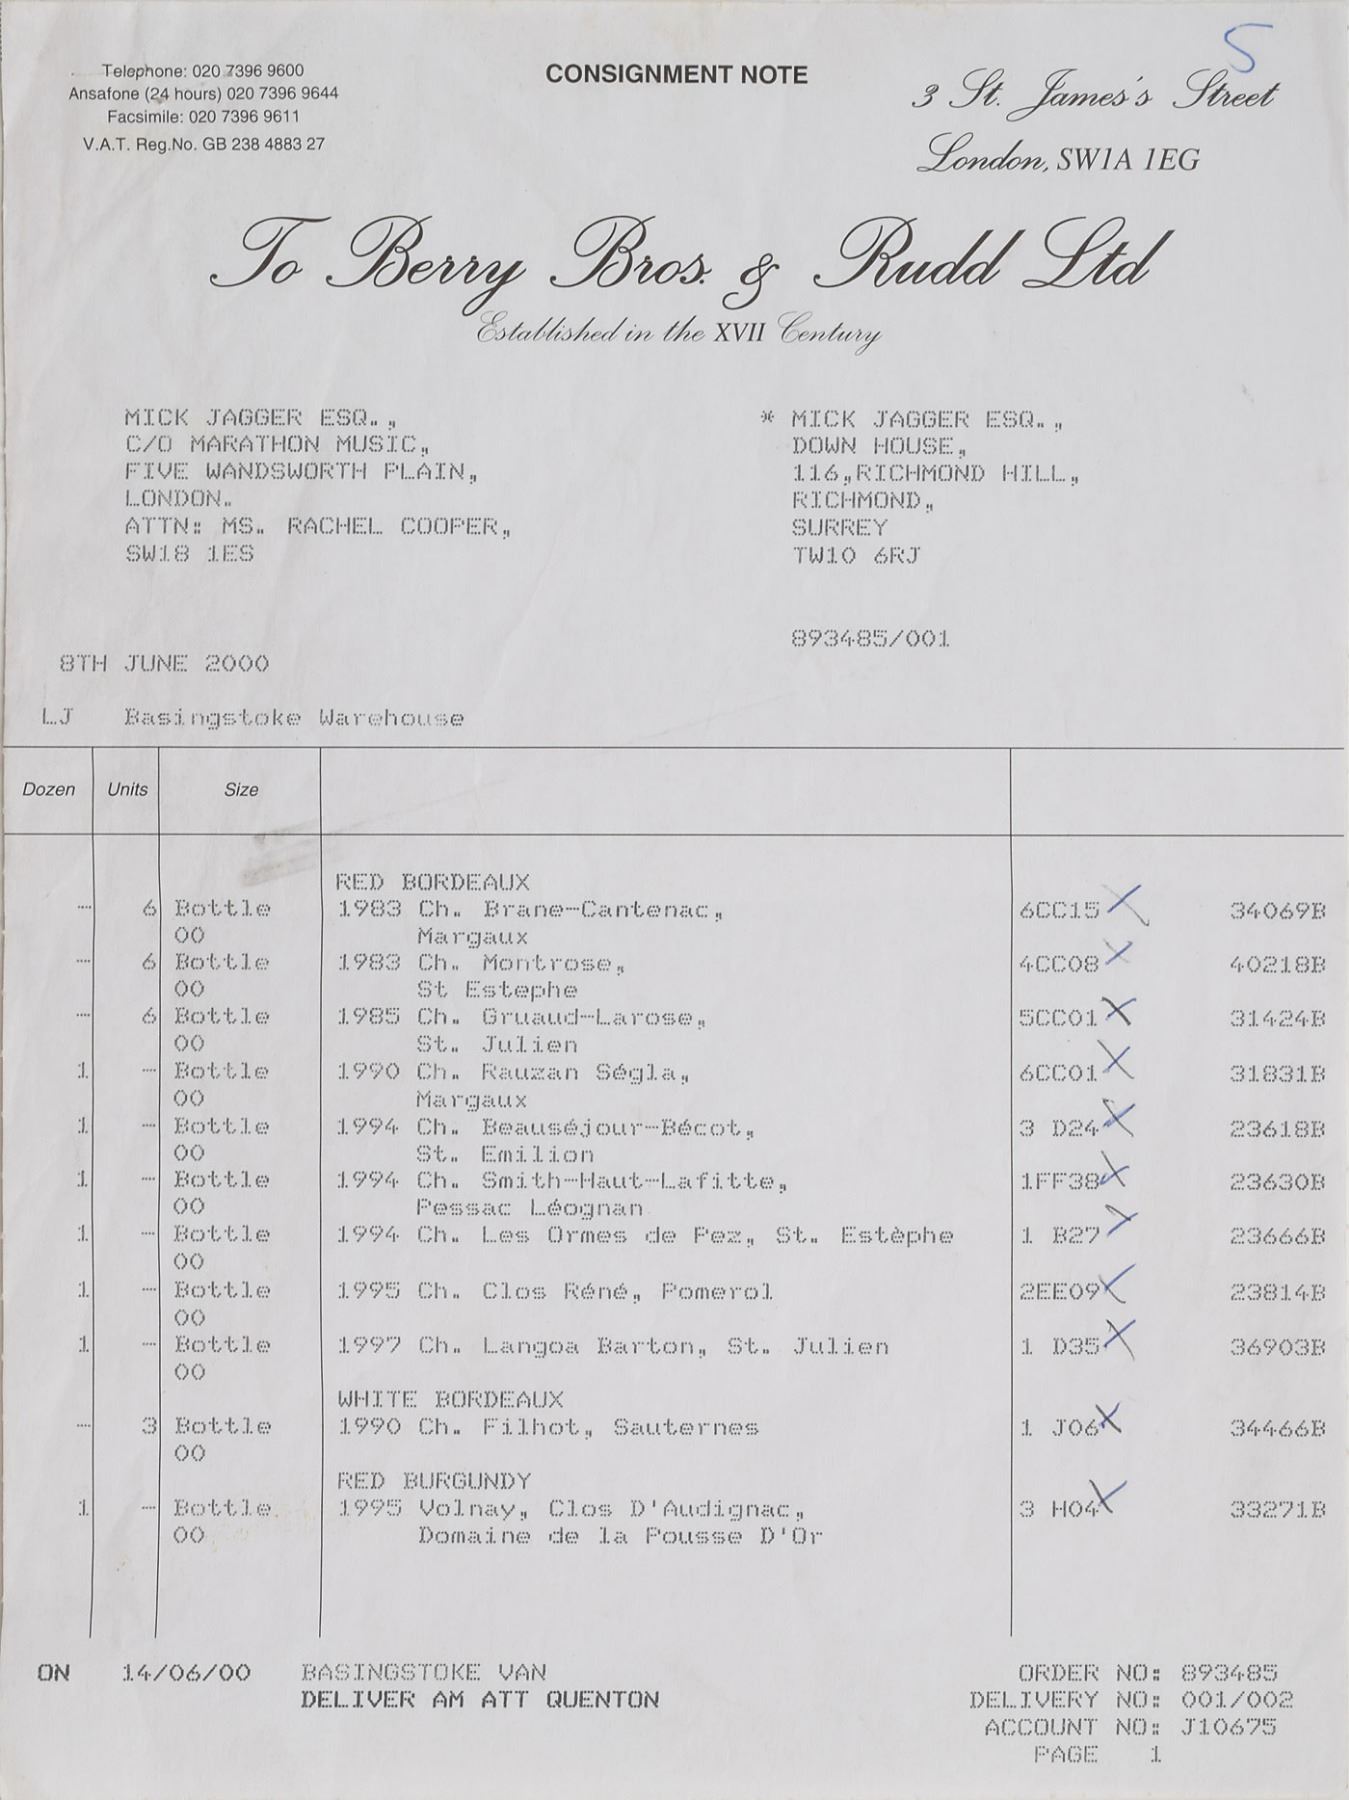 S
Telephone: 020 7396 9600
Ansafone (24 hours) 020 7396 9644
Facsimile: 020 7396 9611
V.A.T. Reg.No. GB 238 4883 27
CONSIGNMENT NOTE
3 St. James's Street
London, SW1A 1EG
To Berry Bros. & Rudd Ltd
Established in the XVII Century
MICK JAGGER ESQ.,
C/O MARATHON MUSIC,
FIVE WANDSWORTH PLAIN,
LONDON.
ATTN: MS. RACHEL COOPER,
SW18 1ES
* MICK JAGGER ESQ.,
DOWN HOUSE,
116,RICHMOND HILL,
RICHMOND,
SURREY
TW10 6RJ
893485/001
8TH JUNE 2000
LJ Basingstoke Warehouse
Dozen Units Size
RED BORDEAUX
- 6 Bottle 1983 Ch. Brane-Cantenac, 6CC15 X 34069B
00 Margaux
- 6 Bottle 1983 Ch. Montrose, 4CC08 X 40218B
00 St Estephe
- 6 Bottle 1985 Ch. Gruaud-Larose, 5CC01 X 31424B
00 St. Julien
1 - Bottle 1990 Ch. Rauzan Ségla, 6CC01 X 31831B
00 Margaux
1 - Bottle 1994 Ch. Beauséjour-Bécot, 3 D24 X 23618B
00 St. Emilion
1 - Bottle 1994 Ch. Smith-Haut-Lafitte, 1FF38 X 23630B
00 Pessac Léognan
1 - Bottle 1994 Ch. Les Ormes de Pez, St. Estèphe 1 B27 X 23666B
00
1 - Bottle 1995 Ch. Clos Réné, Pomerol 2EE09 X 23814B
00
1 - Bottle 1997 Ch. Langoa Barton, St. Julien 1 D35 X 36903B
00
WHITE BORDEAUX
- 3 Bottle 1990 Ch. Filhot, Sauternes 1 J06 X 34466B
00
RED BURGUNDY
1 - Bottle 1995 Volnay, Clos D'Audignac, 3 H04 X 33271B
00 Domaine de la Pousse D'Or
ON 14/06/00 BASINGSTOKE VAN
DELIVER AM ATT QUENTON
ORDER NO: 893485
DELIVERY NO: 001/002
ACCOUNT NO: J10675
PAGE 1